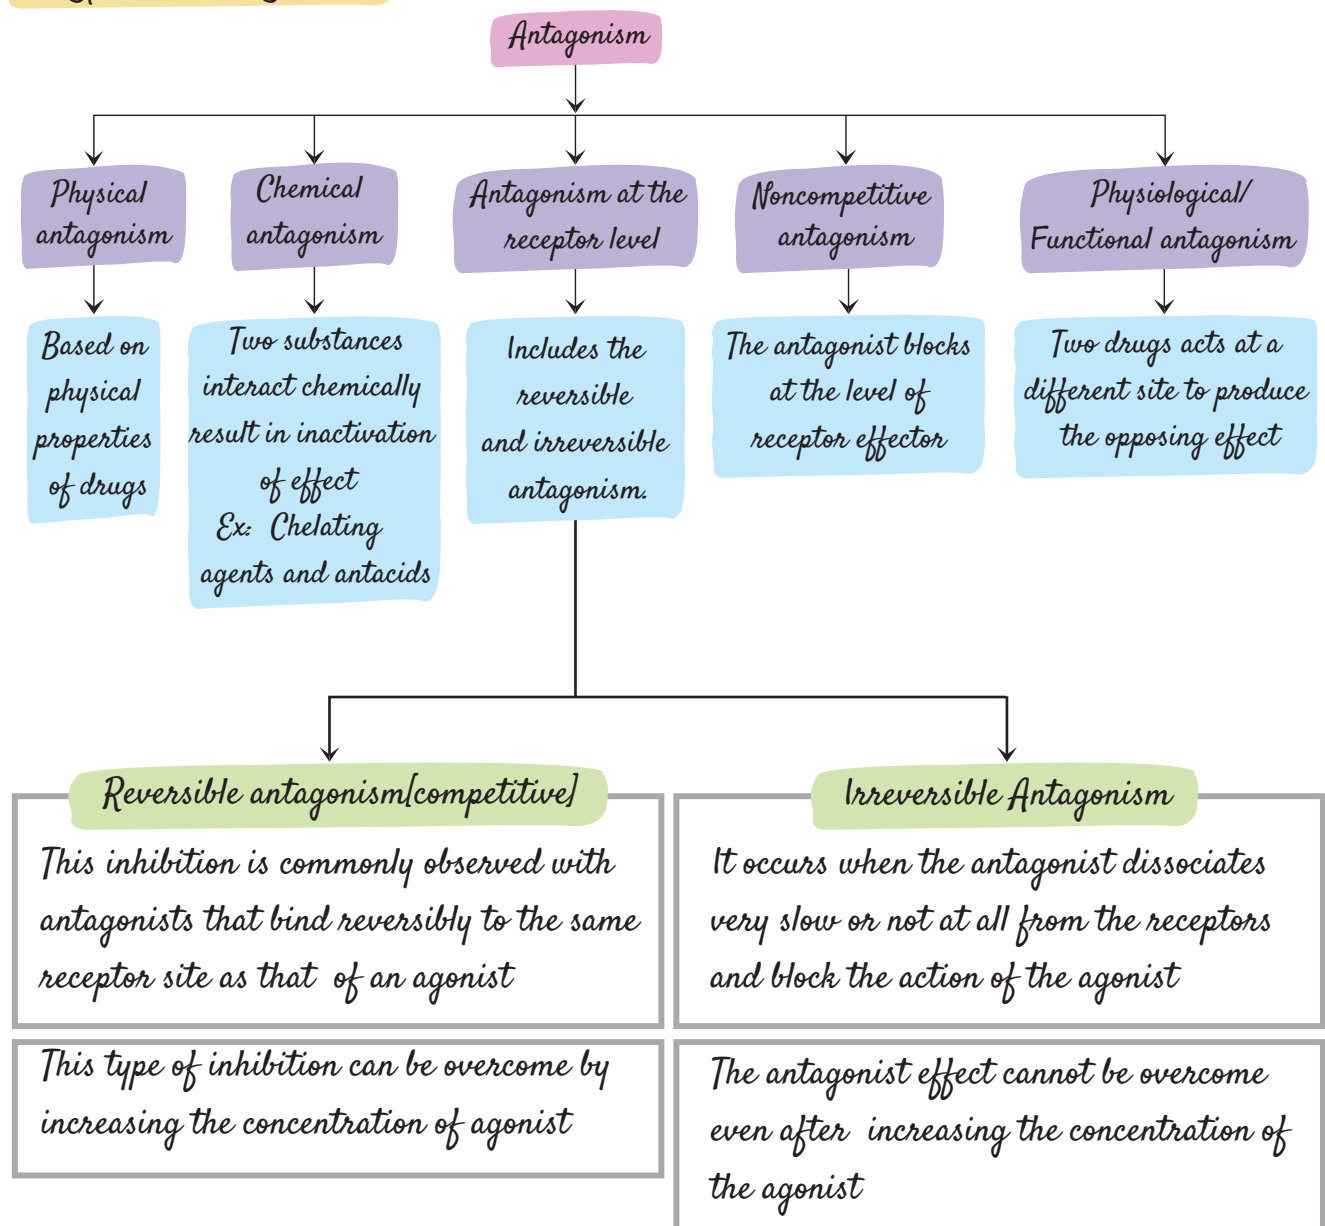 Antagonism
Physical
antagonism
Chemical
antagonism
Antagonism at the
receptor level
Noncompetitive
antagonism
Physiological/
Functional antagonism
Based on
physical
properties
of drugs
Two substances
interact chemically
result in inactivation
of effect
Ex: Chelating
agents and antacids
Includes the
reversible
and irreversible
antagonism.
The antagonist blocks
at the level of
receptor effector
Two drugs acts at a
different site to produce
the opposing effect
Reversible antagonism[competitive]
This inhibition is commonly observed with
antagonists that bind reversibly to the same
receptor site as that of an agonist
This type of inhibition can be overcome by
increasing the concentration of agonist
Irreversible Antagonism
It occurs when the antagonist dissociates
very slow or not at all from the receptors
and block the action of the agonist
The antagonist effect cannot be overcome
even after increasing the concentration of
the agonist